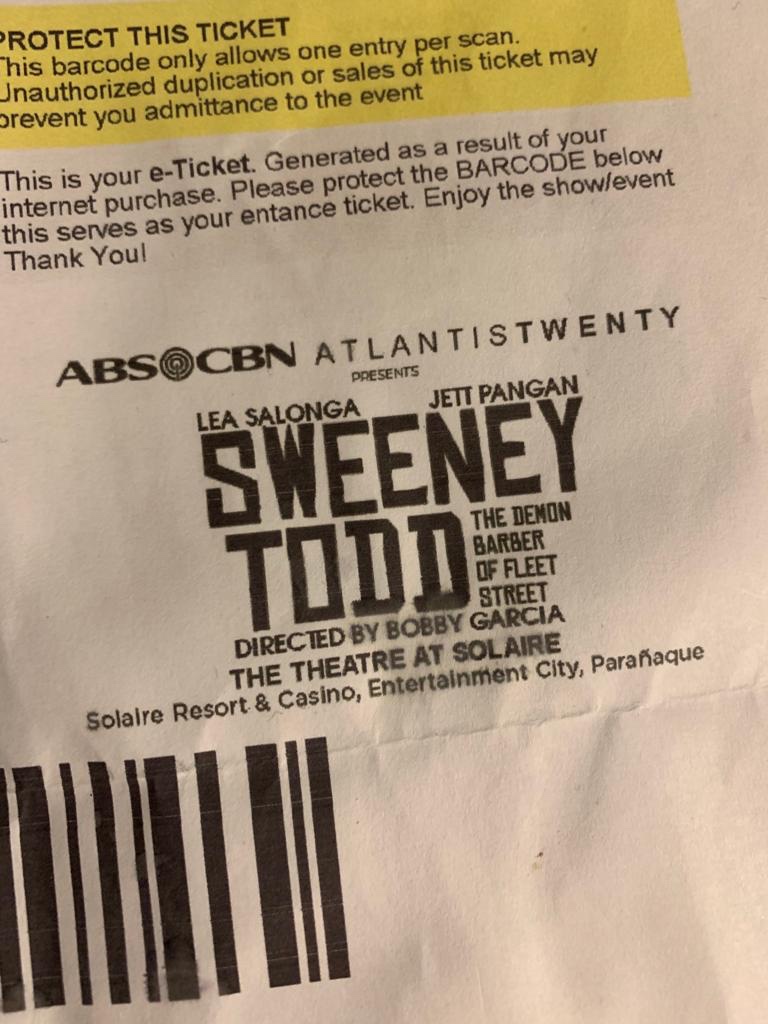 PROTECT THIS TICKET
This barcode only allows one entry per scan.
Unauthorized duplication or sales of this ticket may
prevent you admittance to the event
This is your e-Ticket. Generated as a result of your
internet purchase. Please protect the BARCODE below
this serves as your entance ticket. Enjoy the show/event
Thank You!
ABS CBN ATLANTISTWENTY
PRESENTS
LEA SALONGA JETT PANGAN
SWEENEY
TODD
THE DEMON
BARBER
OF FLEET
STREET
DIRECTED BY BOBBY GARCIA
THE THEATRE AT SOLAIRE
Solaire Resort & Casino, Entertainment City, Parañaque